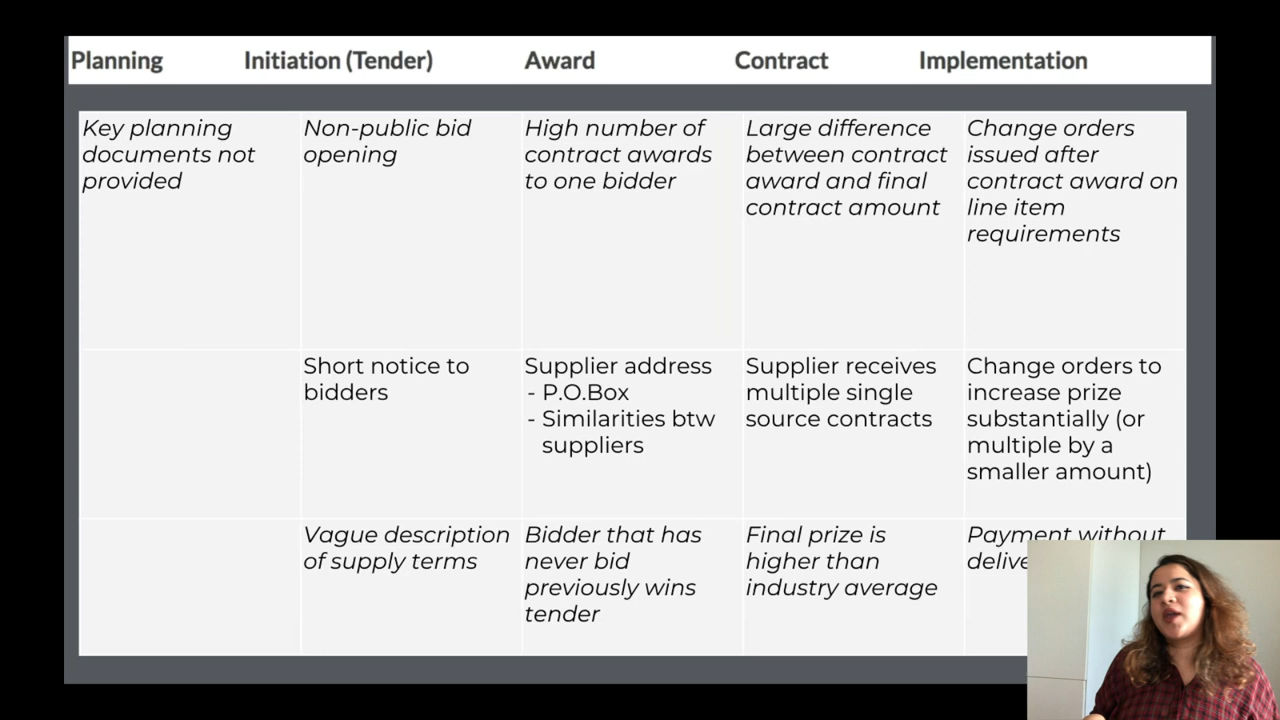 Planning Initiation (Tender) Award Contract Implementation
Key planning
documents not
provided
Non-public bid
opening
High number of
contract awards
to one bidder
Large difference
between contract
award and final
contract amount
Change orders
issued after
contract award on
line item
requirements
Short notice to
bidders
Supplier address
- P.O.Box
- Similarities btw
suppliers
Supplier receives
multiple single
source contracts
Change orders to
increase prize
substantially (or
multiple by a
smaller amount)
Vague description
of supply terms
Bidder that has
never bid
previously wins
tender
Final prize is
higher than
industry average
Payment without